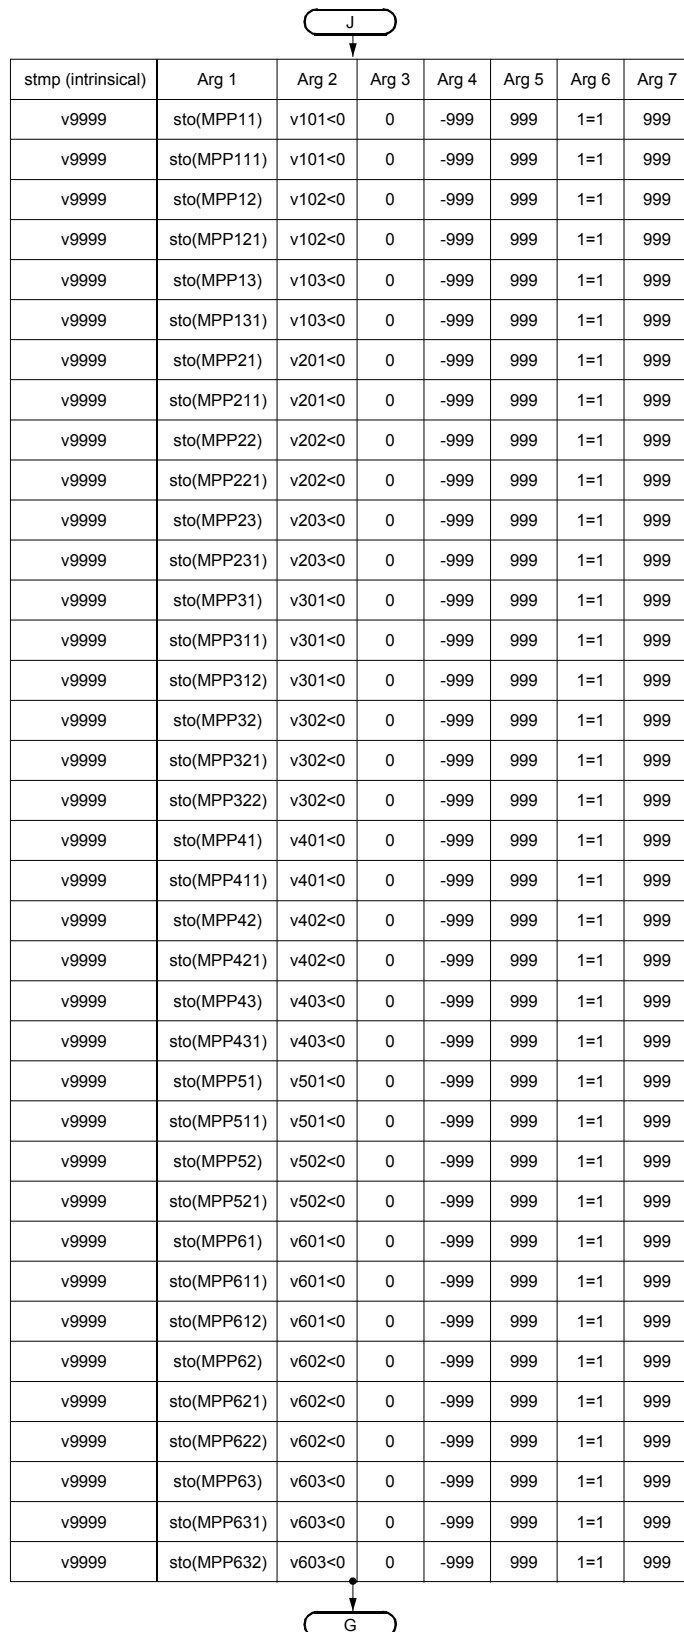 J
stmp (intrinsical) Arg 1 Arg 2 Arg 3 Arg 4 Arg 5 Arg 6 Arg 7
v9999 sto(MPP11) v101<0 0 -999 999 1=1 999
v9999 sto(MPP111) v101<0 0 -999 999 1=1 999
v9999 sto(MPP12) v102<0 0 -999 999 1=1 999
v9999 sto(MPP121) v102<0 0 -999 999 1=1 999
v9999 sto(MPP13) v103<0 0 -999 999 1=1 999
v9999 sto(MPP131) v103<0 0 -999 999 1=1 999
v9999 sto(MPP21) v201<0 0 -999 999 1=1 999
v9999 sto(MPP211) v201<0 0 -999 999 1=1 999
v9999 sto(MPP22) v202<0 0 -999 999 1=1 999
v9999 sto(MPP221) v202<0 0 -999 999 1=1 999
v9999 sto(MPP23) v203<0 0 -999 999 1=1 999
v9999 sto(MPP231) v203<0 0 -999 999 1=1 999
v9999 sto(MPP31) v301<0 0 -999 999 1=1 999
v9999 sto(MPP311) v301<0 0 -999 999 1=1 999
v9999 sto(MPP312) v301<0 0 -999 999 1=1 999
v9999 sto(MPP32) v302<0 0 -999 999 1=1 999
v9999 sto(MPP321) v302<0 0 -999 999 1=1 999
v9999 sto(MPP322) v302<0 0 -999 999 1=1 999
v9999 sto(MPP41) v401<0 0 -999 999 1=1 999
v9999 sto(MPP411) v401<0 0 -999 999 1=1 999
v9999 sto(MPP42) v402<0 0 -999 999 1=1 999
v9999 sto(MPP421) v402<0 0 -999 999 1=1 999
v9999 sto(MPP43) v403<0 0 -999 999 1=1 999
v9999 sto(MPP431) v403<0 0 -999 999 1=1 999
v9999 sto(MPP51) v501<0 0 -999 999 1=1 999
v9999 sto(MPP511) v501<0 0 -999 999 1=1 999
v9999 sto(MPP52) v502<0 0 -999 999 1=1 999
v9999 sto(MPP521) v502<0 0 -999 999 1=1 999
v9999 sto(MPP61) v601<0 0 -999 999 1=1 999
v9999 sto(MPP611) v601<0 0 -999 999 1=1 999
v9999 sto(MPP612) v601<0 0 -999 999 1=1 999
v9999 sto(MPP62) v602<0 0 -999 999 1=1 999
v9999 sto(MPP621) v602<0 0 -999 999 1=1 999
v9999 sto(MPP622) v602<0 0 -999 999 1=1 999
v9999 sto(MPP63) v603<0 0 -999 999 1=1 999
v9999 sto(MPP631) v603<0 0 -999 999 1=1 999
v9999 sto(MPP632) v603<0 0 -999 999 1=1 999
G